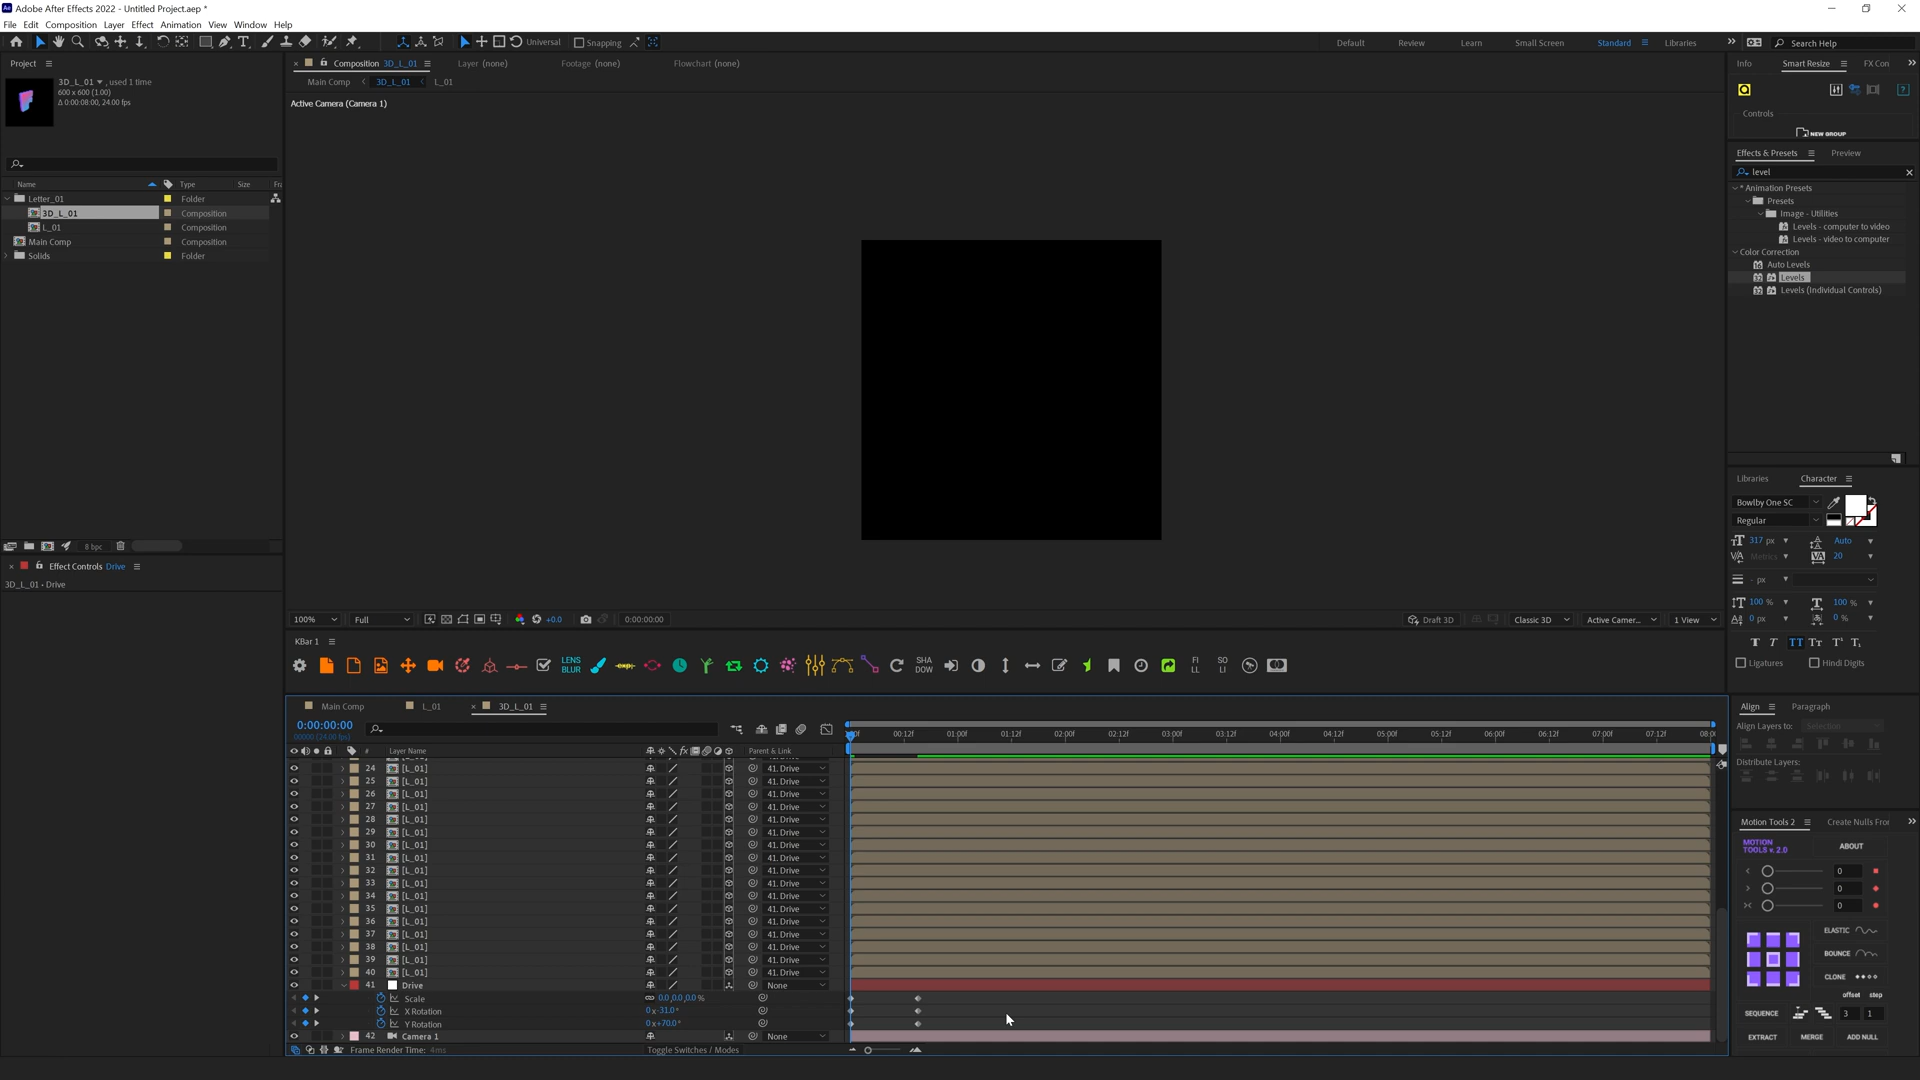 Adobe After Effects 2022 - Untitled Project.aep *
File Edit Composition Layer Effect Animation View Window Help
Universal Snapping Default Review Learn Small Screen Standard Libraries Search Help
Project
3D_L_01 , used 1 time
600 x 600 (1.00)
Δ 0:00:08:00, 24.00 fps
Name Type Size Fra
Letter_01 Folder
3D_L_01 Composition
L_01 Composition
Main Comp Composition
Solids Folder
8 bpc
Effect Controls Drive
3D_L_01 • Drive
Composition 3D_L_01 Layer (none) Footage (none) Flowchart (none)
Main Comp 3D_L_01 L_01
Active Camera (Camera 1)
100% Full +0.0 0:00:00:00 Draft 3D Classic 3D Active Camer... 1 View
KBar 1
LENS BLUR
SHA DOW
FI LL
SO LI
Main Comp L_01 3D_L_01
0:00:00:00
00000 (24.00 fps)
00:12f 01:00f 01:12f 02:00f 02:12f 03:00f 03:12f 04:00f 04:12f 05:00f 05:12f 06:00f 06:12f 07:00f 07:12f 08:0
# Layer Name Parent & Link
24 [L_01] 41. Drive
25 [L_01] 41. Drive
26 [L_01] 41. Drive
27 [L_01] 41. Drive
28 [L_01] 41. Drive
29 [L_01] 41. Drive
30 [L_01] 41. Drive
31 [L_01] 41. Drive
32 [L_01] 41. Drive
33 [L_01] 41. Drive
34 [L_01] 41. Drive
35 [L_01] 41. Drive
36 [L_01] 41. Drive
37 [L_01] 41. Drive
38 [L_01] 41. Drive
39 [L_01] 41. Drive
40 [L_01] 41. Drive
41 Drive None
Scale 0.0,0.0,0.0 %
X Rotation 0x-31.0°
Y Rotation 0x+70.0°
42 Camera 1 None
Frame Render Time: 4ms Toggle Switches / Modes
Info Smart Resize FX Con
Controls
NEW GROUP
Effects & Presets Preview
level
* Animation Presets
Presets
Image - Utilities
Levels - computer to video
Levels - video to computer
Color Correction
Auto Levels
Levels
Levels (Individual Controls)
Libraries Character
Bowlby One SC
Regular
317 px Auto
Metrics 20
- px
100 % 100 %
0 px 0 %
Ligatures Hindi Digits
Align Paragraph
Align Layers to: Selection
Distribute Layers:
Motion Tools 2 Create Nulls Fro
MOTION TOOLS v. 2.0 ABOUT
0
0
0
ELASTIC
BOUNCE
CLONE
offset step
SEQUENCE 3 1
EXTRACT MERGE ADD NULL